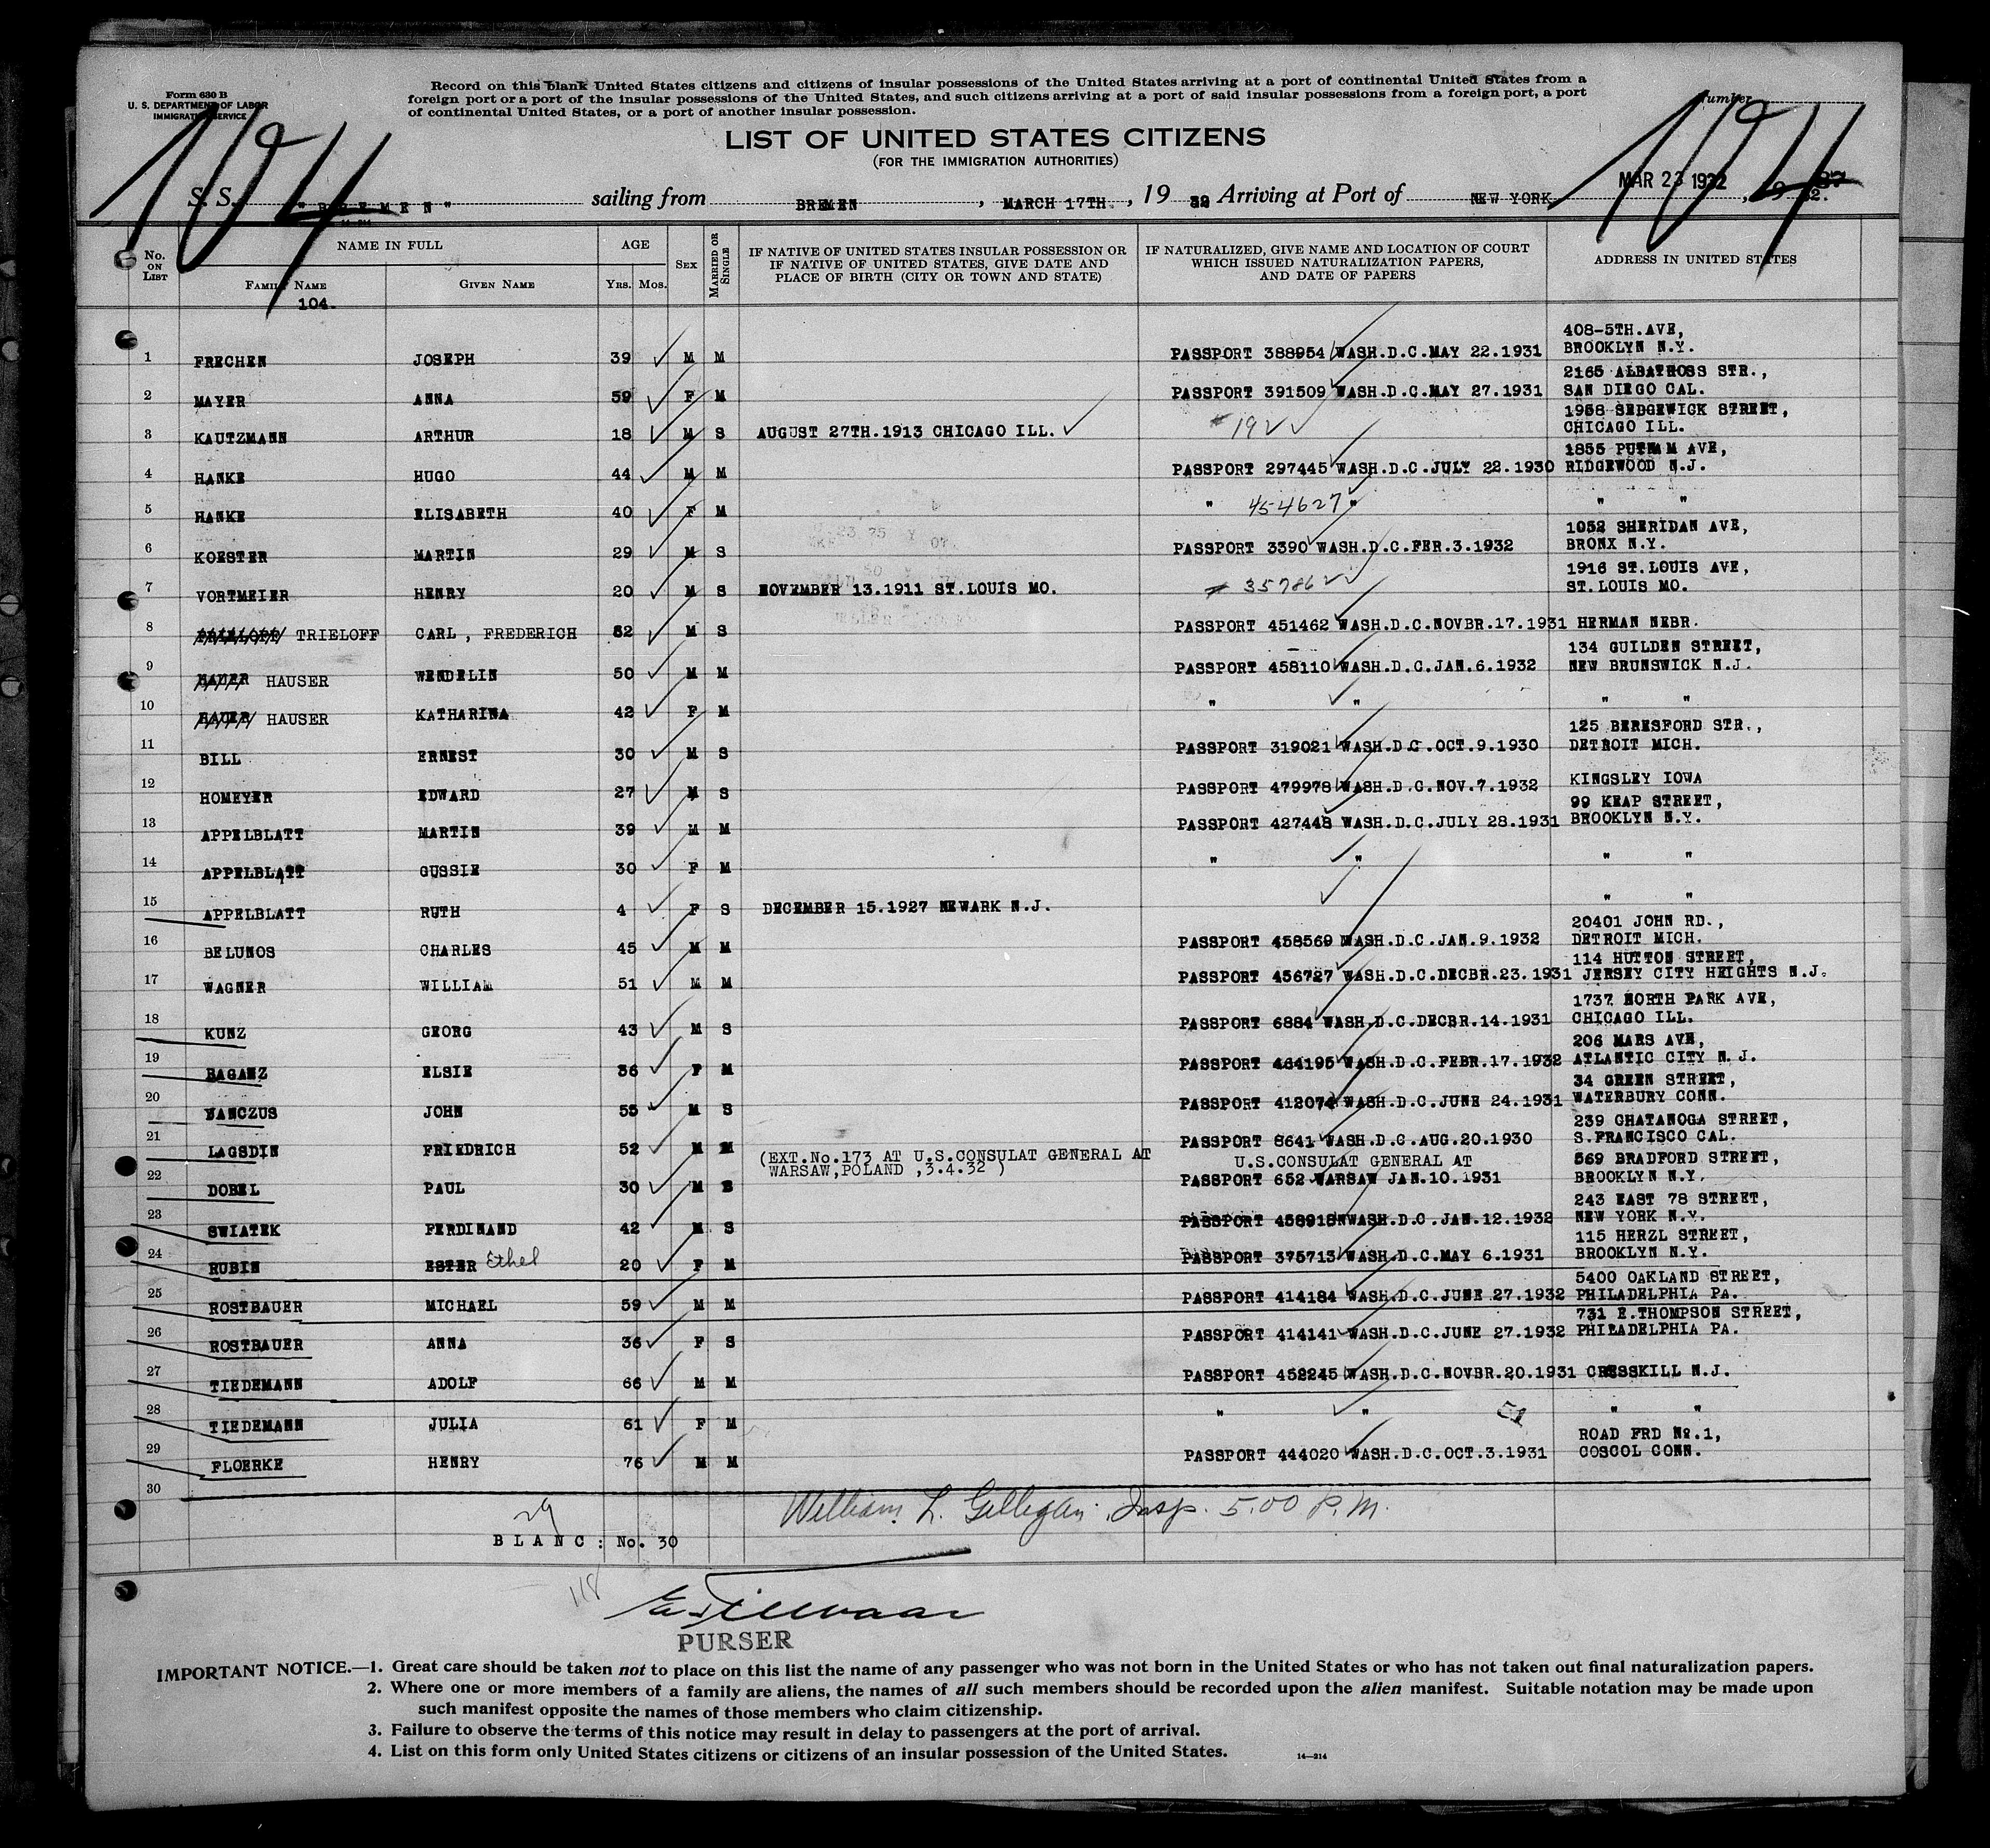 Form 630 B
U. S. DEPARTMENT OF LABOR
IMMIGRATION SERVICE
Record on this blank United States citizens and citizens of insular possessions of the United States arriving at a port of continental United States from a
foreign port or a port of the insular possessions of the United States, and such citizens arriving at a port of said insular possessions from a foreign port, a port
of continental United States, or a port of another insular possession.
Number
104
104
LIST OF UNITED STATES CITIZENS
(FOR THE IMMIGRATION AUTHORITIES)
S. S. "BREMEN" sailing from BREMEN, MARCH 17TH., 19 32 Arriving at Port of NEW YORK MAR 23 1932
No. ON LIST
NAME IN FULL
FAMILY NAME
GIVEN NAME
AGE
YRS. MOS.
SEX
MARRIED OR SINGLE
IF NATIVE OF UNITED STATES INSULAR POSSESSION OR
IF NATIVE OF UNITED STATES, GIVE DATE AND
PLACE OF BIRTH (CITY OR TOWN AND STATE)
IF NATURALIZED, GIVE NAME AND LOCATION OF COURT
WHICH ISSUED NATURALIZATION PAPERS,
AND DATE OF PAPERS
ADDRESS IN UNITED STATES
104.
1 FRECHEN JOSEPH 39 M M PASSPORT 388954 WASH.D.C.MAY 22.1931 408-5TH.AVE, BROOKLYN N.Y.
2 MAYER ANNA 59 F M PASSPORT 391509 WASH.D.C.MAY 27.1931 2165 ALBATROSS STR., SAN DIEGO CAL.
3 KAUTZMANN ARTHUR 18 M S AUGUST 27TH.1913 CHICAGO ILL. 1958 SEDGEWICK STREET, CHICAGO ILL.
4 HANKE HUGO 44 M M PASSPORT 297445 WASH.D.C.JULY 22.1930 1855 PUTNAM AVE, RIDGEWOOD N.J.
5 HANKE ELISABETH 40 F M " 454627 " " "
6 KOESTER MARTIN 29 M S PASSPORT 3390 WASH.D.C.FER.3.1932 1052 SHERIDAN AVE, BRONX N.Y.
7 VORTMEIER HENRY 20 M S NOVEMBER 13.1911 ST.LOUIS MO. # 35786 1916 ST.LOUIS AVE, ST.LOUIS MO.
8 TRIELOFF CARL, FREDERICH 52 M S PASSPORT 451462 WASH.D.C.NOVBR.17.1931 HERMAN NEBR.
9 HAUER HAUSER WENDELIN 50 M M PASSPORT 458110 WASH.D.C.JAN.6.1932 134 GUILDEN STREET, NEW BRUNSWICK N.J.
10 HAUER HAUSER KATHARINA 42 F M " " " "
11 BILL ERNEST 30 M S PASSPORT 319021 WASH.D.C.OCT.9.1930 125 BERESFORD STR., DETROIT MICH.
12 HOMEYER EDWARD 27 M S PASSPORT 479978 WASH.D.C.NOV.7.1932 KINGSLEY IOWA
13 APPELBLATT MARTIN 39 M M PASSPORT 427448 WASH.D.C.JULY 28.1931 99 KEAP STREET, BROOKLYN N.Y.
14 APPELBLATT GUSSIE 30 F M " " " "
15 APPELBLATT RUTH 4 F S DECEMBER 15.1927 NEWARK N.J. " "
16 BELUNOS CHARLES 45 M M PASSPORT 458569 WASH.D.C.JAN.9.1932 20401 JOHN RD., DETROIT MICH.
17 WAGNER WILLIAM 51 M M PASSPORT 456727 WASH.D.C.DECBR.23.1931 114 HUTTON STREET, JERSEY CITY HEIGHTS N.J.
18 KUNZ GEORG 43 M S PASSPORT 6884 WASH.D.C.DECBR.14.1931 1737 NORTH PARK AVE, CHICAGO ILL.
19 BAGANZ ELSIE 36 F M PASSPORT 464195 WASH.D.C.FEBR.17.1932 206 MARS AVE, ATLANTIC CITY N.J.
20 JOHN 55 M S PASSPORT 412074 WASH.D.C.JUNE 24.1931 34 GREEN STREET, WATERBURY CONN.
21 LAGSDIN FRIEDRICH 52 M M PASSPORT 8641 WASH.D.C.AUG.20.1930 239 CHATANOGA STREET, S.FRANCISCO CAL.
22 DOBEL PAUL 30 M S (EXT.No.173 AT U.S.CONSULAT GENERAL AT WARSAW,POLAND ,3.4.32 ) U.S.CONSULAT GENERAL AT PASSPORT 652 WARSAW JAN.10.1931 569 BRADFORD STREET, BROOKLYN N.Y.
23 SWIATEK FERDINAND 42 M S PASSPORT 458918 WASH.D.C.JAN.12.1932 243 EAST 78 STREET, NEW YORK N.Y.
24 RUBIN ESTER Ethel 20 F M PASSPORT 375713 WASH.D.C.MAY 6.1931 115 HERZL STREET, BROOKLYN N.Y.
25 ROSTBAUER MICHAEL 59 M M PASSPORT 414184 WASH.D.C.JUNE 27.1932 5400 OAKLAND STREET, PHILADELPHIA PA.
26 ROSTBAUER ANNA 36 F S PASSPORT 414141 WASH.D.C.JUNE 27.1932 731 E.THOMPSON STREET, PHILADELPHIA PA.
27 TIEDEMANN ADOLF 66 M M PASSPORT 452245 WASH.D.C.NOVBR.20.1931 CRESSKILL N.J.
28 TIEDEMANN JULIA 61 F M " " " "
29 FLOERKE HENRY 76 M M PASSPORT 444020 WASH.D.C.OCT.3.1931 ROAD FRD No.1, COSCOL CONN.
30
29
William L. Gilligan. Insp. 5.00 P.M.
BLANC: No. 30
118
PURSER
IMPORTANT NOTICE.—1. Great care should be taken not to place on this list the name of any passenger who was not born in the United States or who has not taken out final naturalization papers.
2. Where one or more members of a family are aliens, the names of all such members should be recorded upon the alien manifest. Suitable notation may be made upon
such manifest opposite the names of those members who claim citizenship.
3. Failure to observe the terms of this notice may result in delay to passengers at the port of arrival.
4. List on this form only United States citizens or citizens of an insular possession of the United States.
14—214